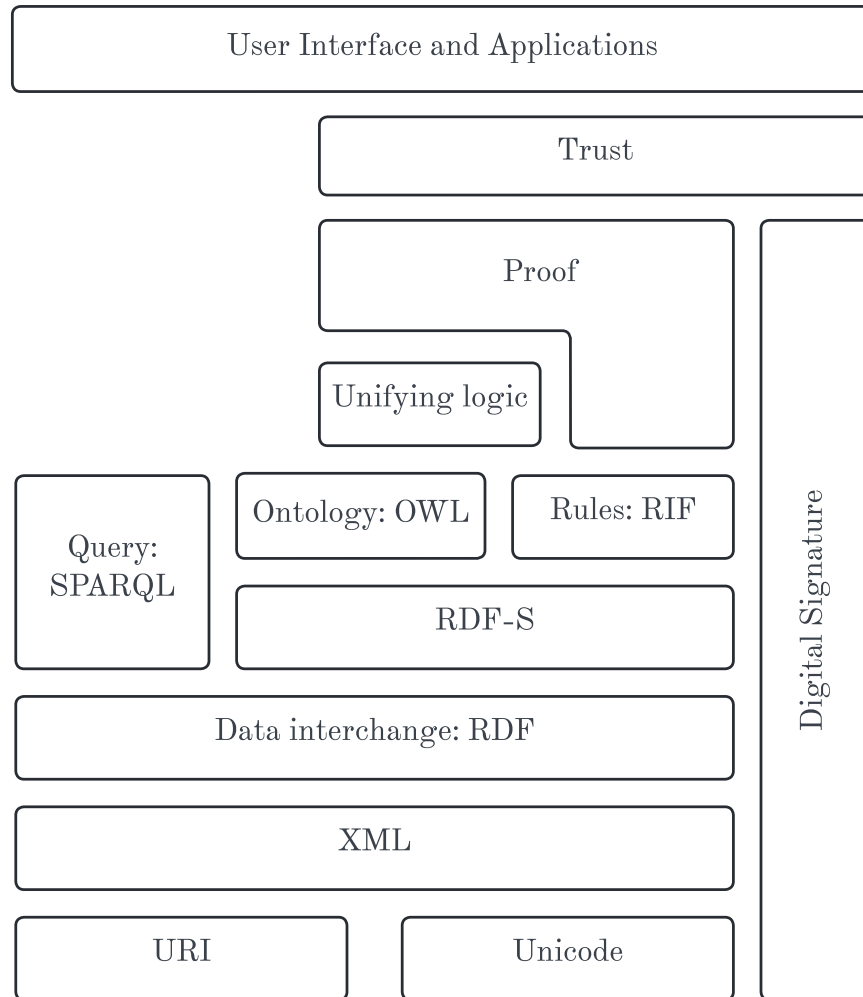 User Interface and Applications
Trust
Proof
Unifying logic
Ontology: OWL
Rules: RIF
Query:
SPARQL
RDF-S
Data interchange: RDF
XML
URI
Unicode
Digital Signature